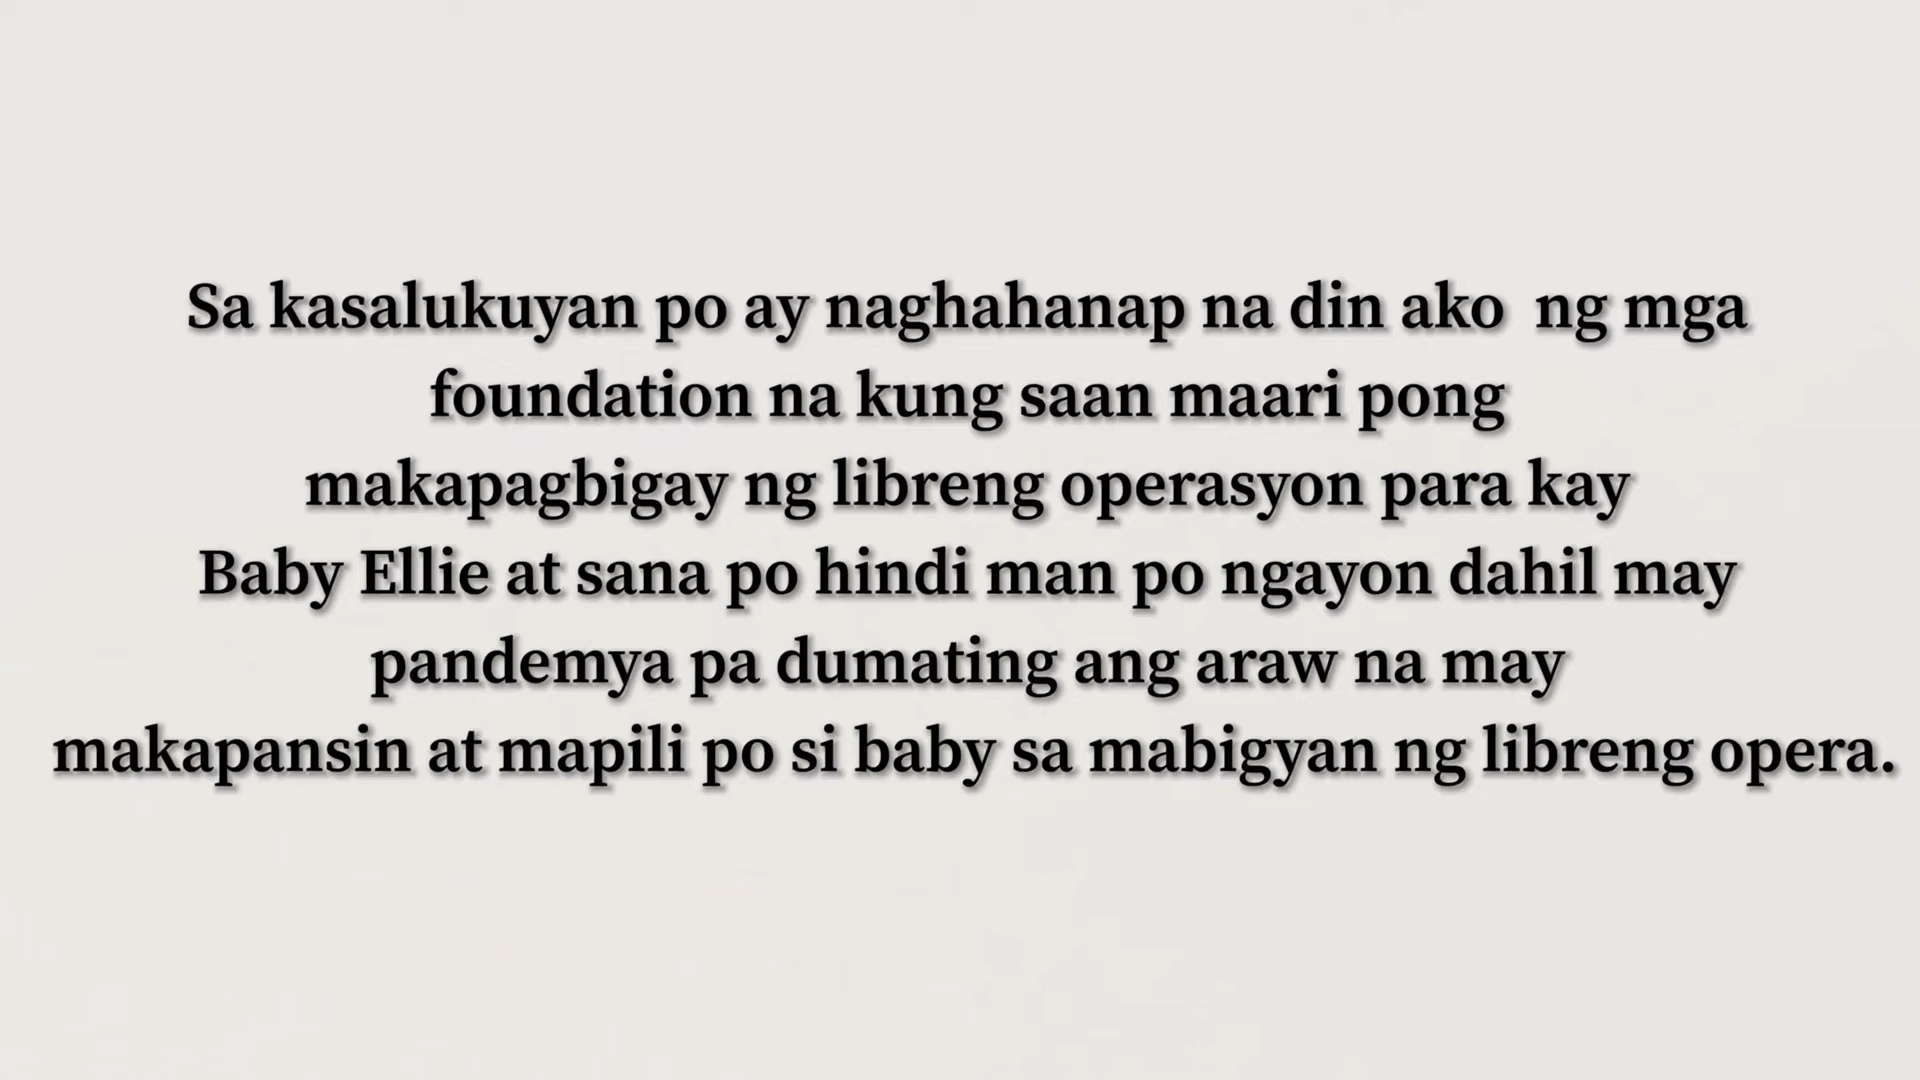 Sa kasalukuyan po ay naghahanap na din ako  ng mga
foundation na kung saan maari pong
makapagbigay ng libreng operasyon para kay
Baby Ellie at sana po hindi man po ngayon dahil may
pandemya pa dumating ang araw na may
makapansin at mapili po si baby sa mabigyan ng libreng opera.